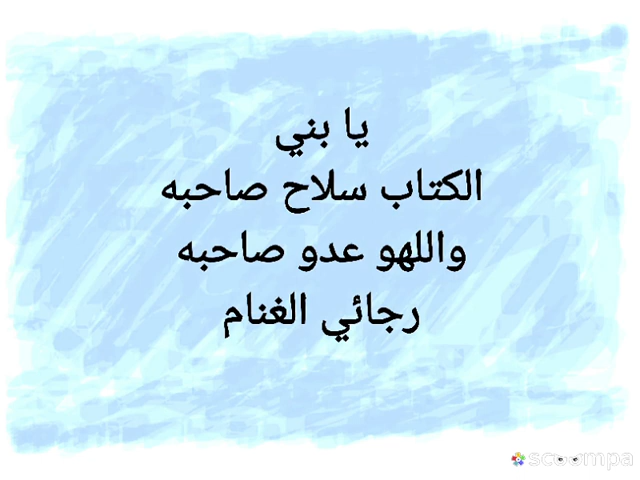 يا بني
الكتاب سلاح صاحبه
واللهو عدو صاحبه
رجائي الغنام
scoompa